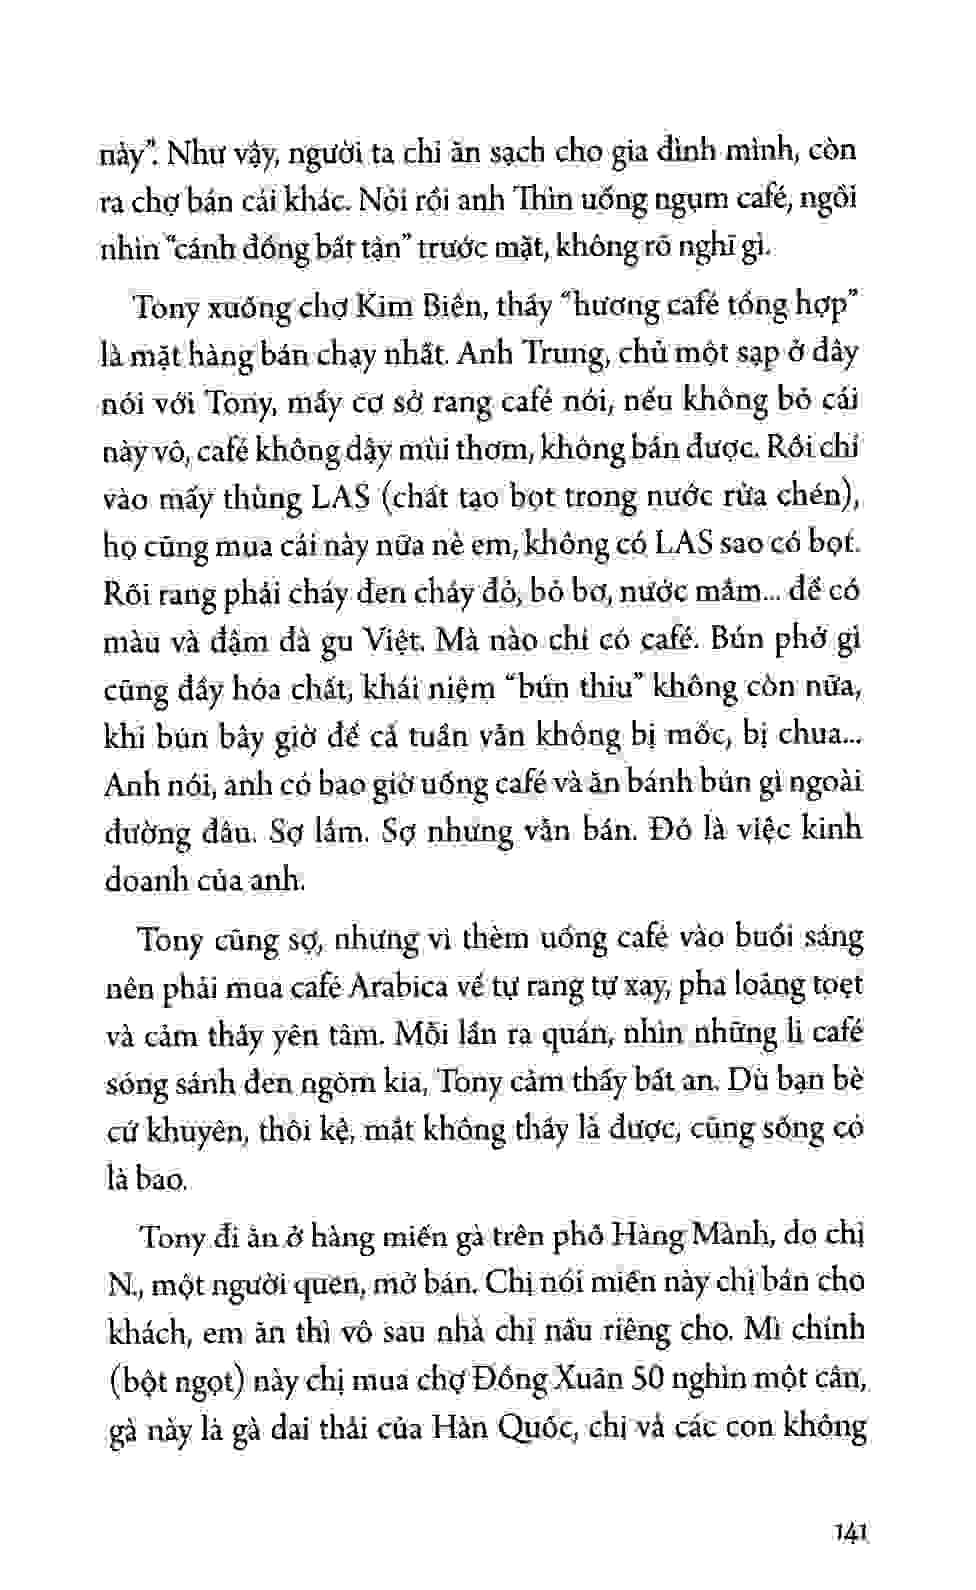 này”. Như vậy, người ta chỉ ăn sạch cho gia đình mình, còn
ra chợ bán cái khác. Nói rồi anh Thìn uống ngụm café, ngồi
nhìn “cánh đồng bất tận” trước mặt, không rõ nghĩ gì.
Tony xuống chợ Kim Biên, thấy “hương café tổng hợp”
là mặt hàng bán chạy nhất. Anh Trung, chủ một sạp ở đây
nói với Tony, mấy cơ sở rang café nói, nếu không bỏ cái
này vô, café không dậy mùi thơm, không bán được. Rồi chỉ
vào mấy thùng LAS (chất tạo bọt trong nước rửa chén),
họ cũng mua cái này nữa nè em, không có LAS sao có bọt.
Rồi rang phải cháy đen cháy đỏ, bỏ bơ, nước mắm... để có
màu và đậm đà gu Việt. Mà nào chỉ có café. Bún phở gì
cũng đầy hóa chất, khái niệm “bún thiu” không còn nữa,
khi bún bây giờ để cả tuần vẫn không bị mốc, bị chua...
Anh nói, anh có bao giờ uống café và ăn bánh bún gì ngoài
đường đâu. Sợ lắm. Sợ nhưng vẫn bán. Đó là việc kinh
doanh của anh.
Tony cũng sợ, nhưng vì thèm uống café vào buổi sáng
nên phải mua café Arabica về tự rang tự xay, pha loãng toẹt
và cảm thấy yên tâm. Mỗi lần ra quán, nhìn những li café
sóng sánh đen ngòm kia, Tony cảm thấy bất an. Dù bạn bè
cứ khuyên, thôi kệ, mắt không thấy là được, cũng sống có
là bao.
Tony đi ăn ở hàng miến gà trên phố Hàng Mành, do chị
N., một người quen, mở bán. Chị nói miến này chị bán cho
khách, em ăn thì vô sau nhà chị nấu riêng cho. Mì chính
(bột ngọt) này chị mua chợ Đồng Xuân 50 nghìn một cân,
gà này là gà dai thải của Hàn Quốc, chị và các con không
141